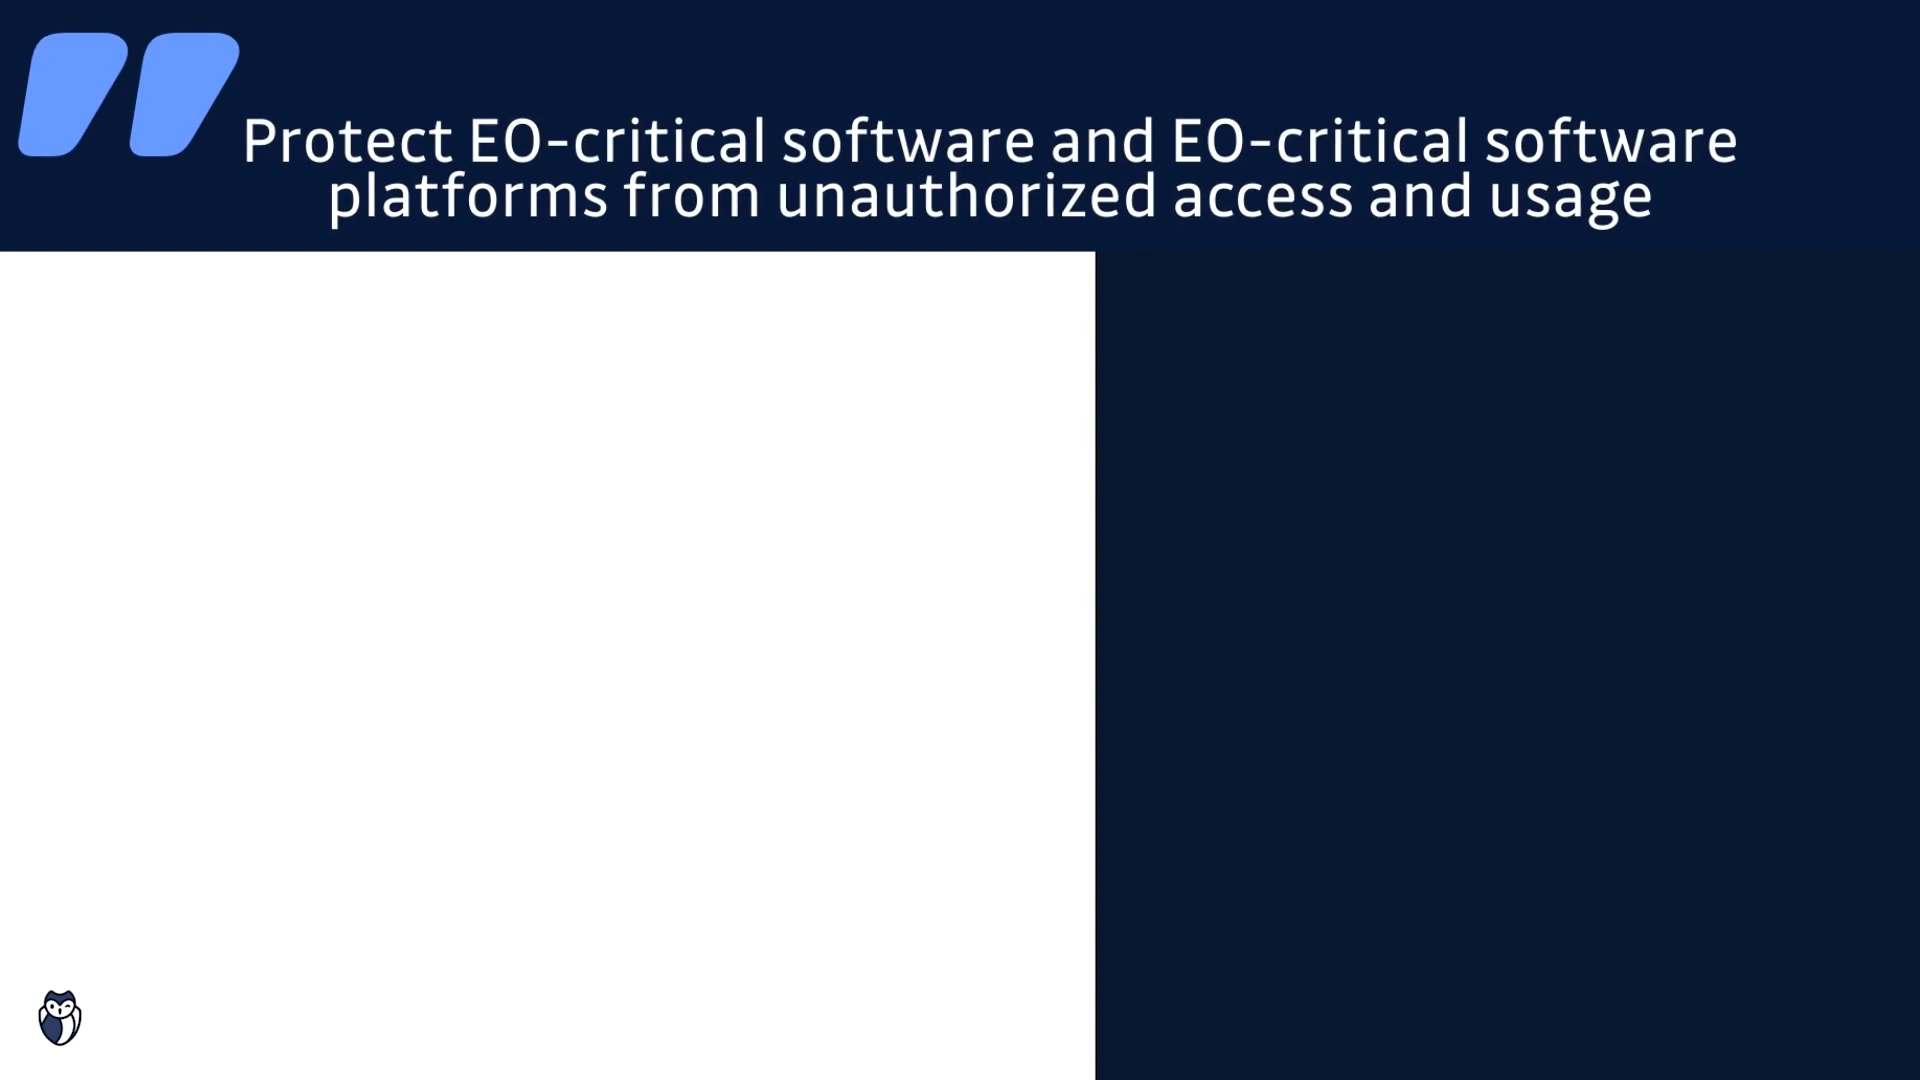 Protect EO-critical software and EO-critical software
platforms from unauthorized access and usage